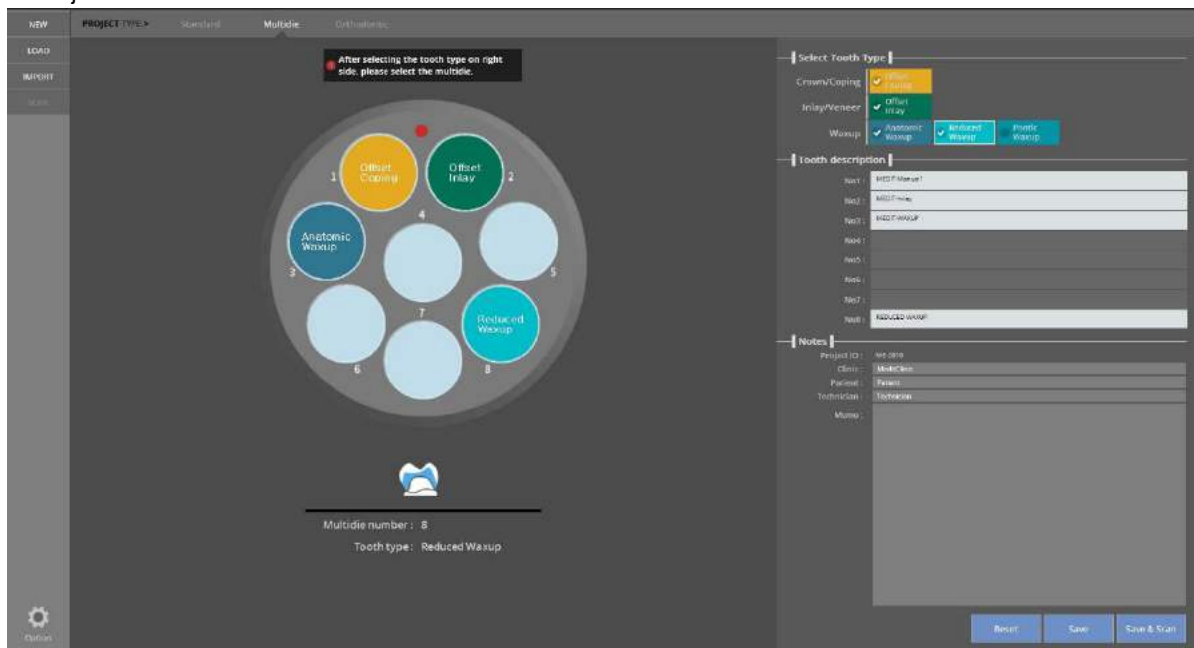 NEW
PROJECT TYPE >
Standard
Multidie
Orthodontic
LOAD
IMPORT
SCAN
After selecting the tooth type on right
side, please select the multidie.
Offset
Coping
1
Offset
Inlay
2
Anatomic
Waxup
3
4
5
6
7
Reduced
Waxup
8
Multidie number : 8
Tooth type : Reduced Waxup
Option
Select Tooth Type
Crown/Coping
Offset
Coping
Inlay/Veneer
Offset
Inlay
Waxup
Anatomic
Waxup
Reduced
Waxup
Pontic
Waxup
Tooth description
No1 :
No2 :
No3 :
No4 :
No5 :
No6 :
No7 :
No8 : REDUCED WAXUP
Notes
Project ID :
Clinic :
Patient :
Technician : Technician
Memo :
Reset
Save
Save & Scan